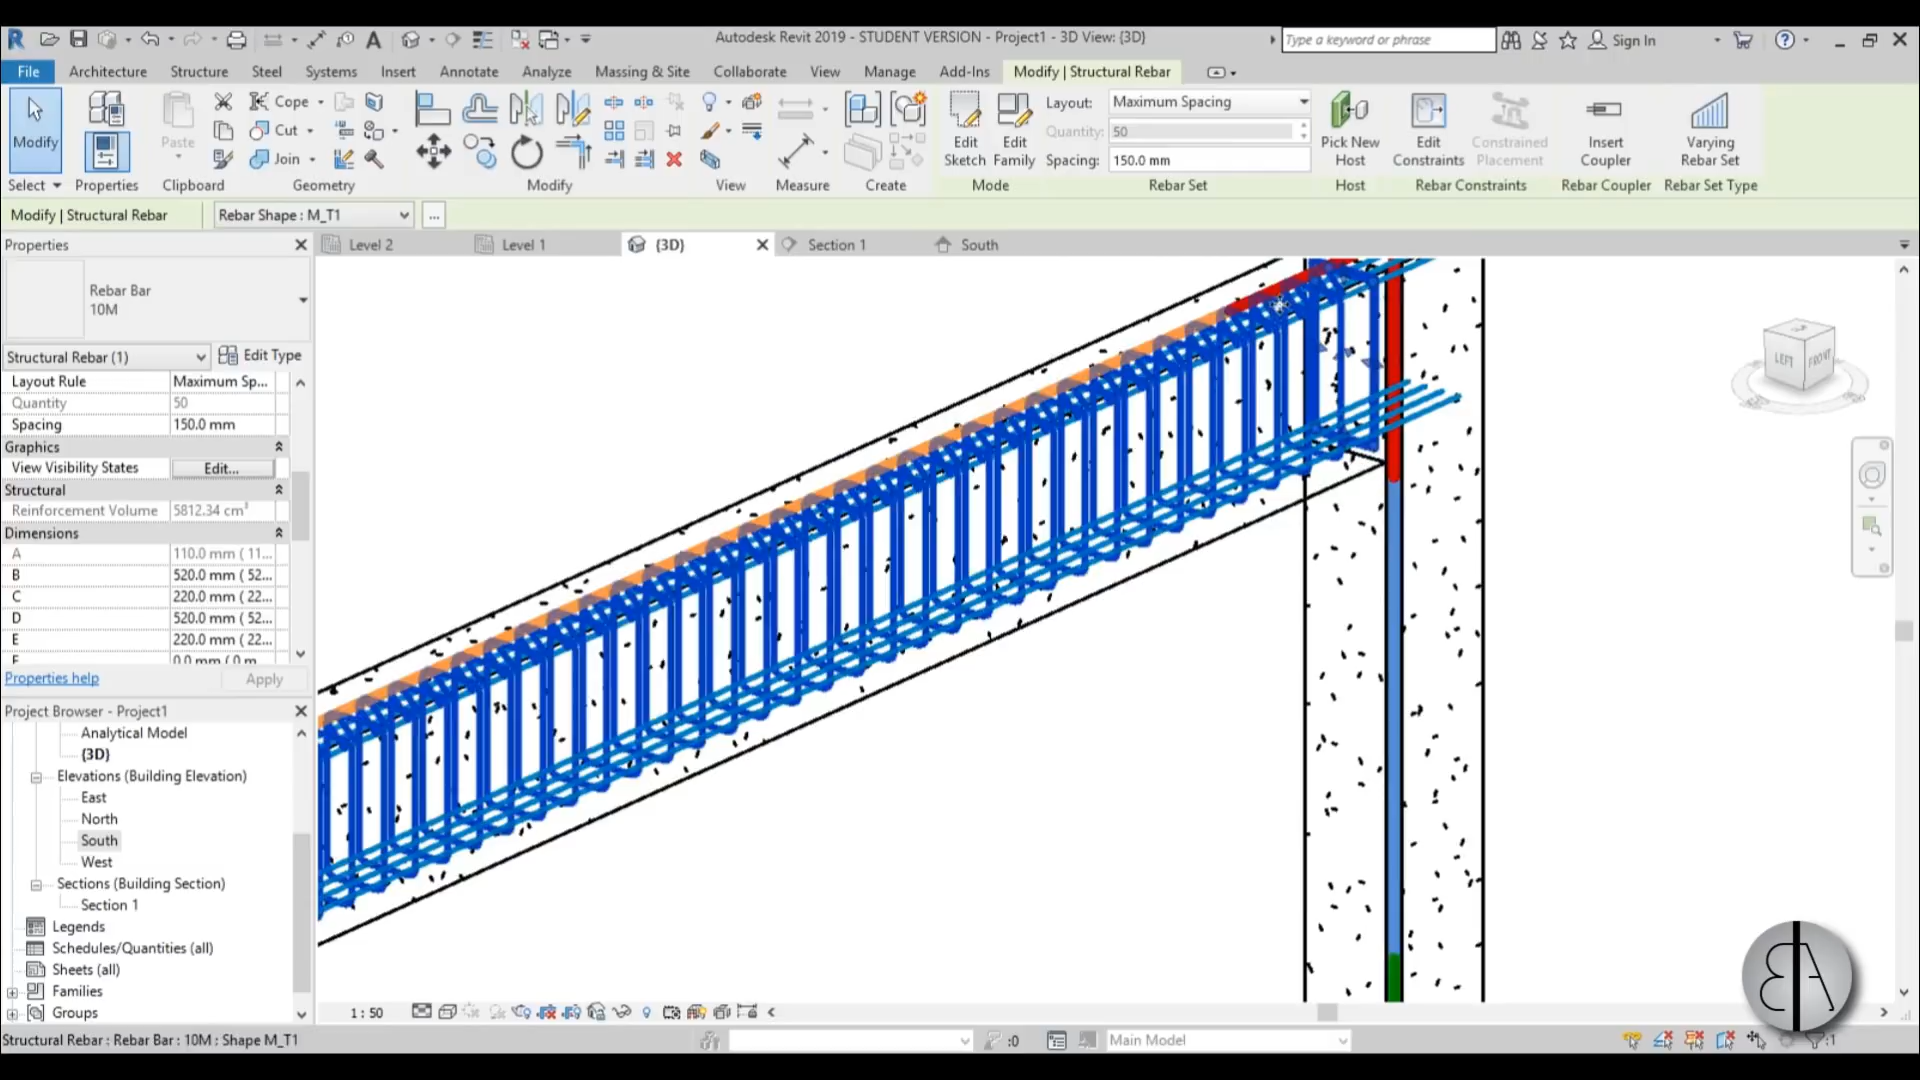 Autodesk Revit 2019 - STUDENT VERSION - Project1 - 3D View: {3D}
Type a keyword or phrase
Sign In
File Architecture Structure Steel Systems Insert Annotate Analyze Massing & Site Collaborate View Manage Add-Ins Modify | Structural Rebar
Modify
Paste
Cope
Cut
Join
Edit Sketch
Edit Family
Layout: Maximum Spacing
Quantity: 50
Spacing: 150.0 mm
Pick New Host
Edit Constraints
Constrained Placement
Insert Coupler
Varying Rebar Set
Select Properties Clipboard Geometry Modify View Measure Create Mode Rebar Set Host Rebar Constraints Rebar Coupler Rebar Set Type
Modify | Structural Rebar
Rebar Shape : M_T1
...
Properties
Level 2
Level 1
{3D}
Section 1
South
Rebar Bar
10M
Structural Rebar (1)
Edit Type
Layout Rule Maximum Sp...
Quantity 50
Spacing 150.0 mm
Graphics
View Visibility States Edit...
Structural
Reinforcement Volume 5812.34 cm³
Dimensions
A 110.0 mm ( 11...
B 520.0 mm ( 52...
C 220.0 mm ( 22...
D 520.0 mm ( 52...
E 220.0 mm ( 22...
Properties help
Apply
LEFT
FRONT
Project Browser - Project1
Analytical Model
{3D}
Elevations (Building Elevation)
East
North
South
West
Sections (Building Section)
Section 1
Legends
Schedules/Quantities (all)
Sheets (all)
Families
Groups
1 : 50
Structural Rebar : Rebar Bar : 10M : Shape M_T1
:0
Main Model
:1